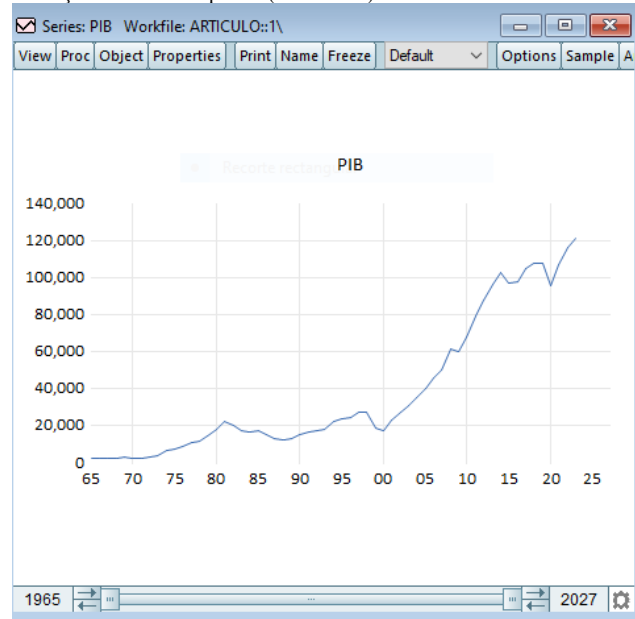 Series: PIB Workfile: ARTICULO::1\
View Proc Object Properties Print Name Freeze Default Options Sample A
Recorte rectang
PIB
140,000
120,000
100,000
80,000
60,000
40,000
20,000
0
65 70 75 80 85 90 95 00 05 10 15 20 25
1965 2027